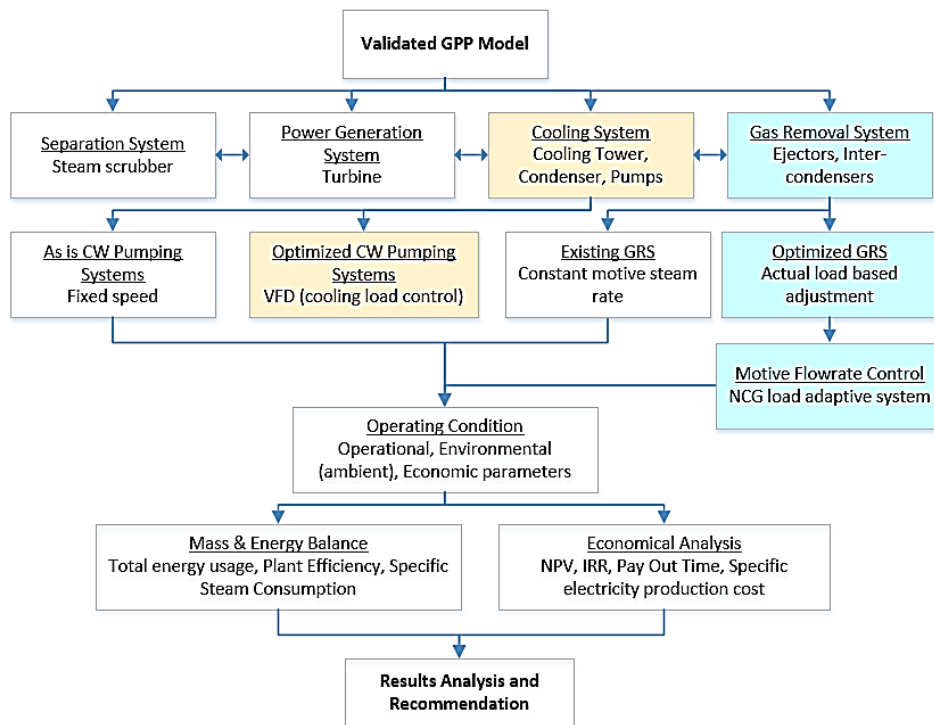 Validated GPP Model
Separation System
Steam scrubber
Power Generation
System
Turbine
Cooling System
Cooling Tower,
Condenser, Pumps
Gas Removal System
Ejectors, Inter-
condensers
As is CW Pumping
Systems
Fixed speed
Optimized CW Pumping
Systems
VFD (cooling load control)
Existing GRS
Constant motive steam
rate
Optimized GRS
Actual load based
adjustment
Motive Flowrate Control
NCG load adaptive system
Operating Condition
Operational, Environmental
(ambient), Economic parameters
Mass & Energy Balance
Total energy usage, Plant Efficiency, Specific
Steam Consumption
Economical Analysis
NPV, IRR, Pay Out Time, Specific
electricity production cost
Results Analysis and
Recommendation